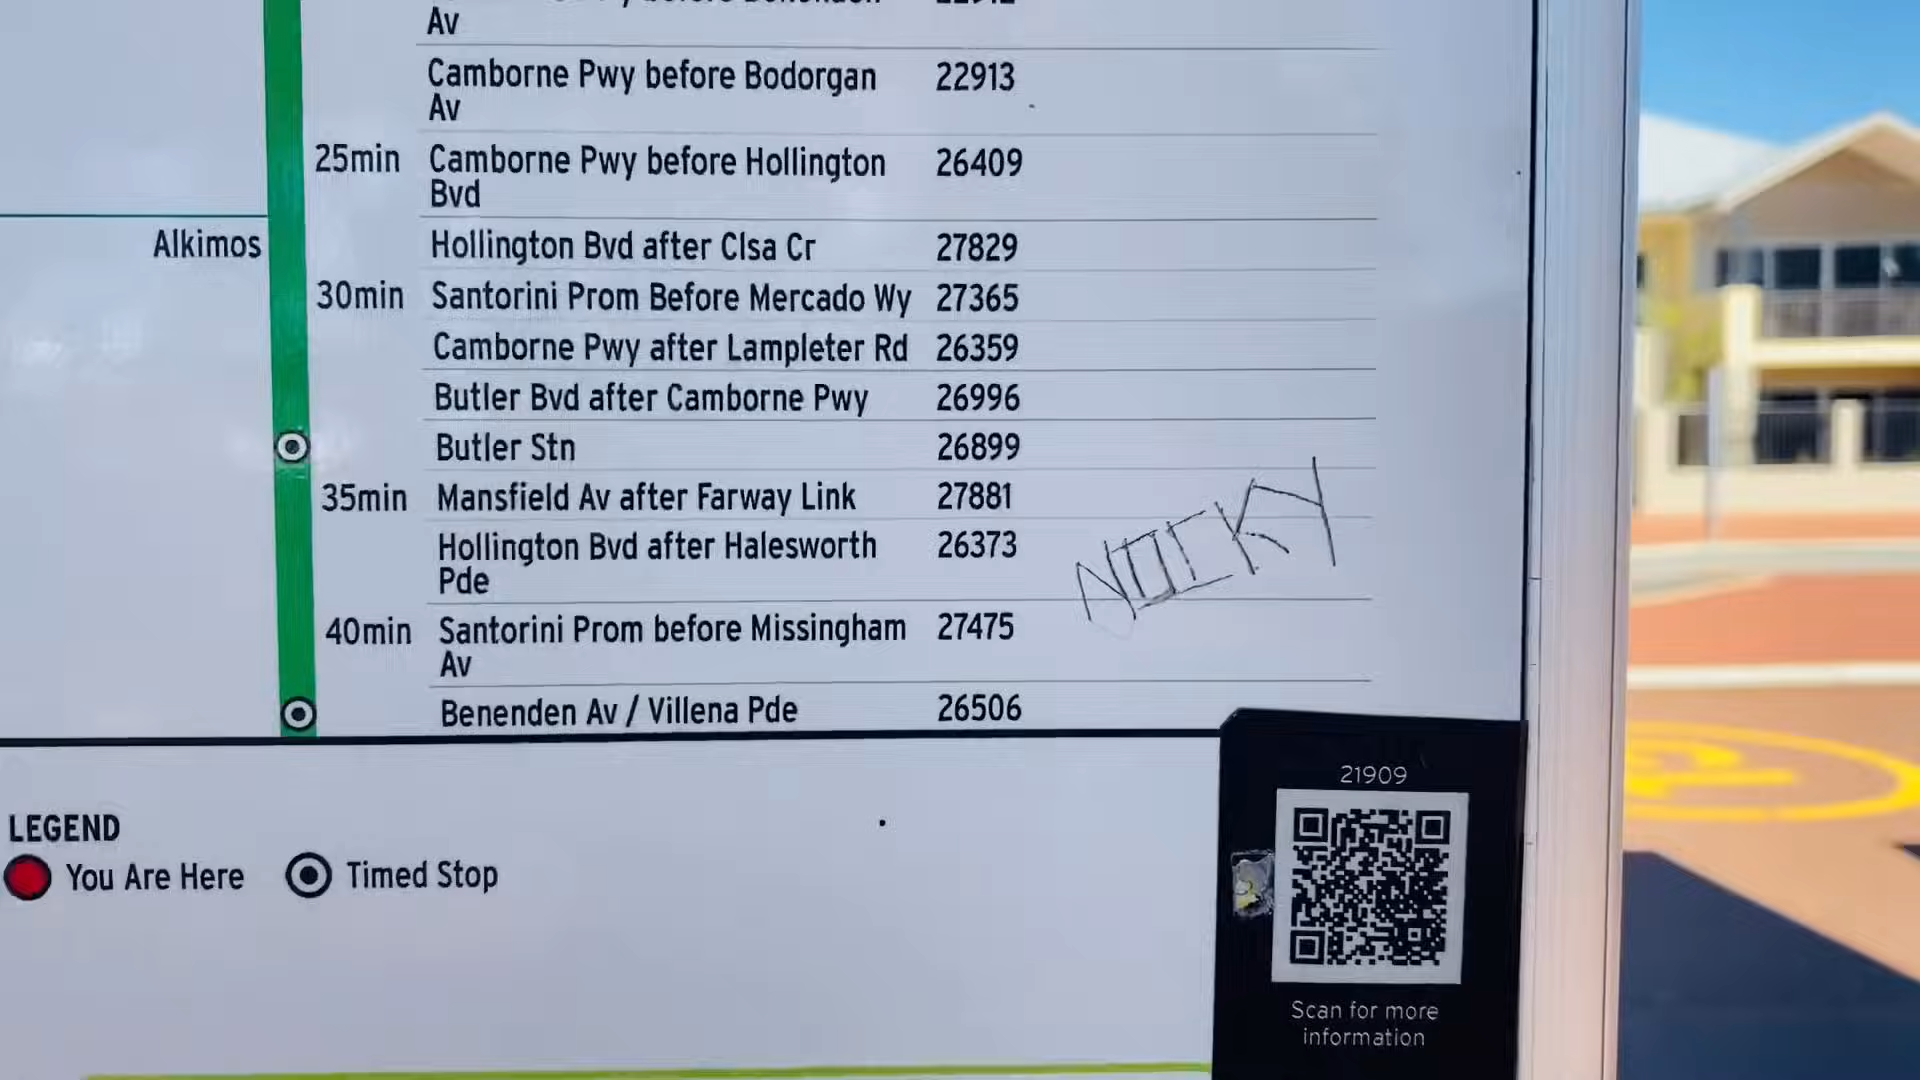 Av
Camborne Pwy before Bodorgan 22913
Av
25min Camborne Pwy before Hollington 26409
Bvd
Alkimos Hollington Bvd after Clsa Cr 27829
30min Santorini Prom Before Mercado Wy 27365
Camborne Pwy after Lampleter Rd 26359
Butler Bvd after Camborne Pwy 26996
Butler Stn 26899
35min Mansfield Av after Farway Link 27881
Hollington Bvd after Halesworth 26373
Pde
NOCKY
40min Santorini Prom before Missingham 27475
Av
Benenden Av / Villena Pde 26506
LEGEND
You Are Here Timed Stop
21909
Scan for more
information